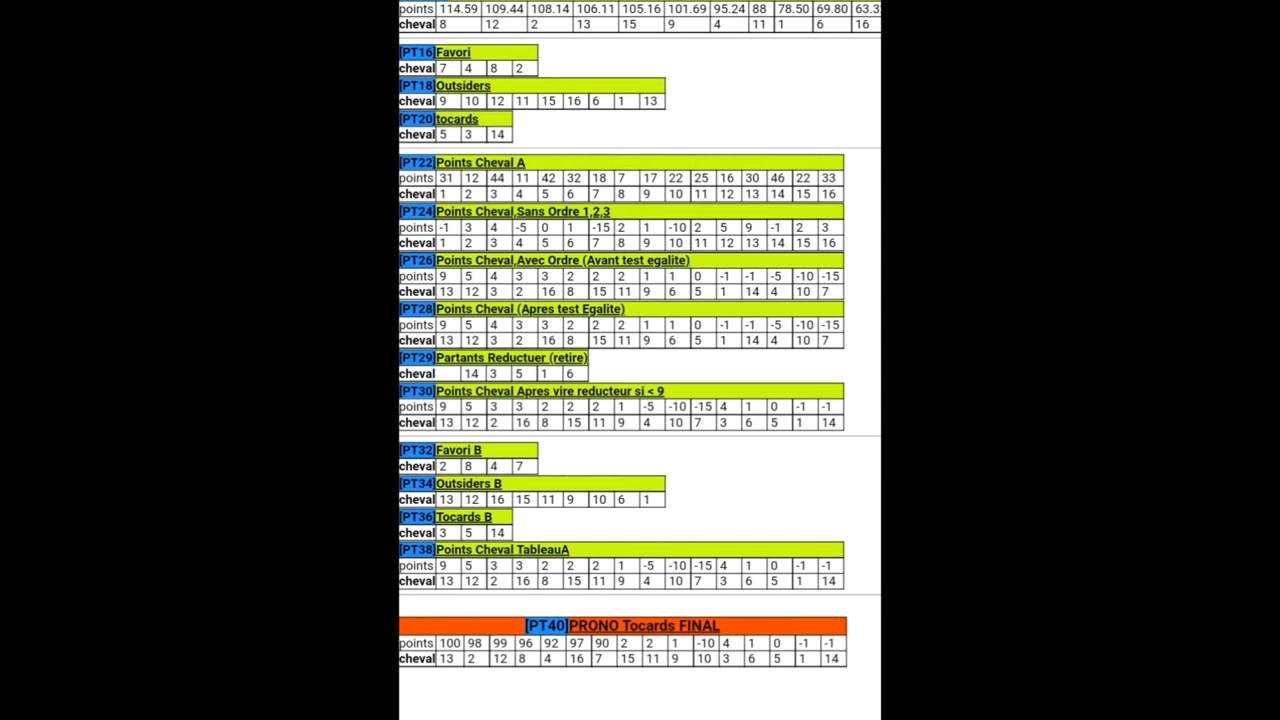 points 114.59 109.44 108.14 106.11 105.16 101.69 95.24 88 78.50 69.80
cheval 8 12 2 13 15 9 4 11 1 6 16
[PT16] Favori
cheval 7 4 8 2
[PT18] Outsiders
cheval 9 10 12 11 15 16 6 1 13
[PT20] tocards
cheval 5 3 14
[PT22] Points Cheval A
points 31 12 44 11 42 32 18 7 17 22 25 16 30 46 22 33
cheval 1 2 3 4 5 6 7 8 9 10 11 12 13 14 15 16
[PT24] Points Cheval,Sans Ordre 1,2,3
points -1 3 4 -5 0 1 -15 2 1 -10 2 5 9 -1 2 3
cheval 1 2 3 4 5 6 7 8 9 10 11 12 13 14 15 16
[PT26] Points Cheval,Avec Ordre (Avant test egalite)
points 9 5 4 3 3 2 2 2 1 1 0 -1 -1 -5 -10 -15
cheval 13 12 3 2 16 8 15 11 9 6 5 1 14 4 10 7
[PT28] Points Cheval (Apres test Egalite)
points 9 5 4 3 3 2 2 2 1 1 0 -1 -1 -5 -10 -15
cheval 13 12 3 2 16 8 15 11 9 6 5 1 14 4 10 7
[PT29] Partants Reductuer (retire)
cheval 14 3 5 1 6
[PT30] Points Cheval Apres vire reducteur si < 9
points 9 5 3 3 2 2 2 1 -5 -10 -15 4 1 0 -1 -1
cheval 13 12 2 16 8 15 11 9 4 10 7 3 6 5 1 14
[PT32] Favori B
cheval 2 8 4 7
[PT34] Outsiders B
cheval 13 12 16 15 11 9 10 6 1
[PT36] Tocards B
cheval 3 5 14
[PT38] Points Cheval TableauA
points 9 5 3 3 2 2 2 1 -5 -10 -15 4 1 0 -1 -1
cheval 13 12 2 16 8 15 11 9 4 10 7 3 6 5 1 14
[PT40] PRONO Tocards FINAL
points 100 98 99 96 92 97 90 2 2 1 -10 4 1 0 -1 -1
cheval 13 2 12 8 4 16 7 15 11 9 10 3 6 5 1 14